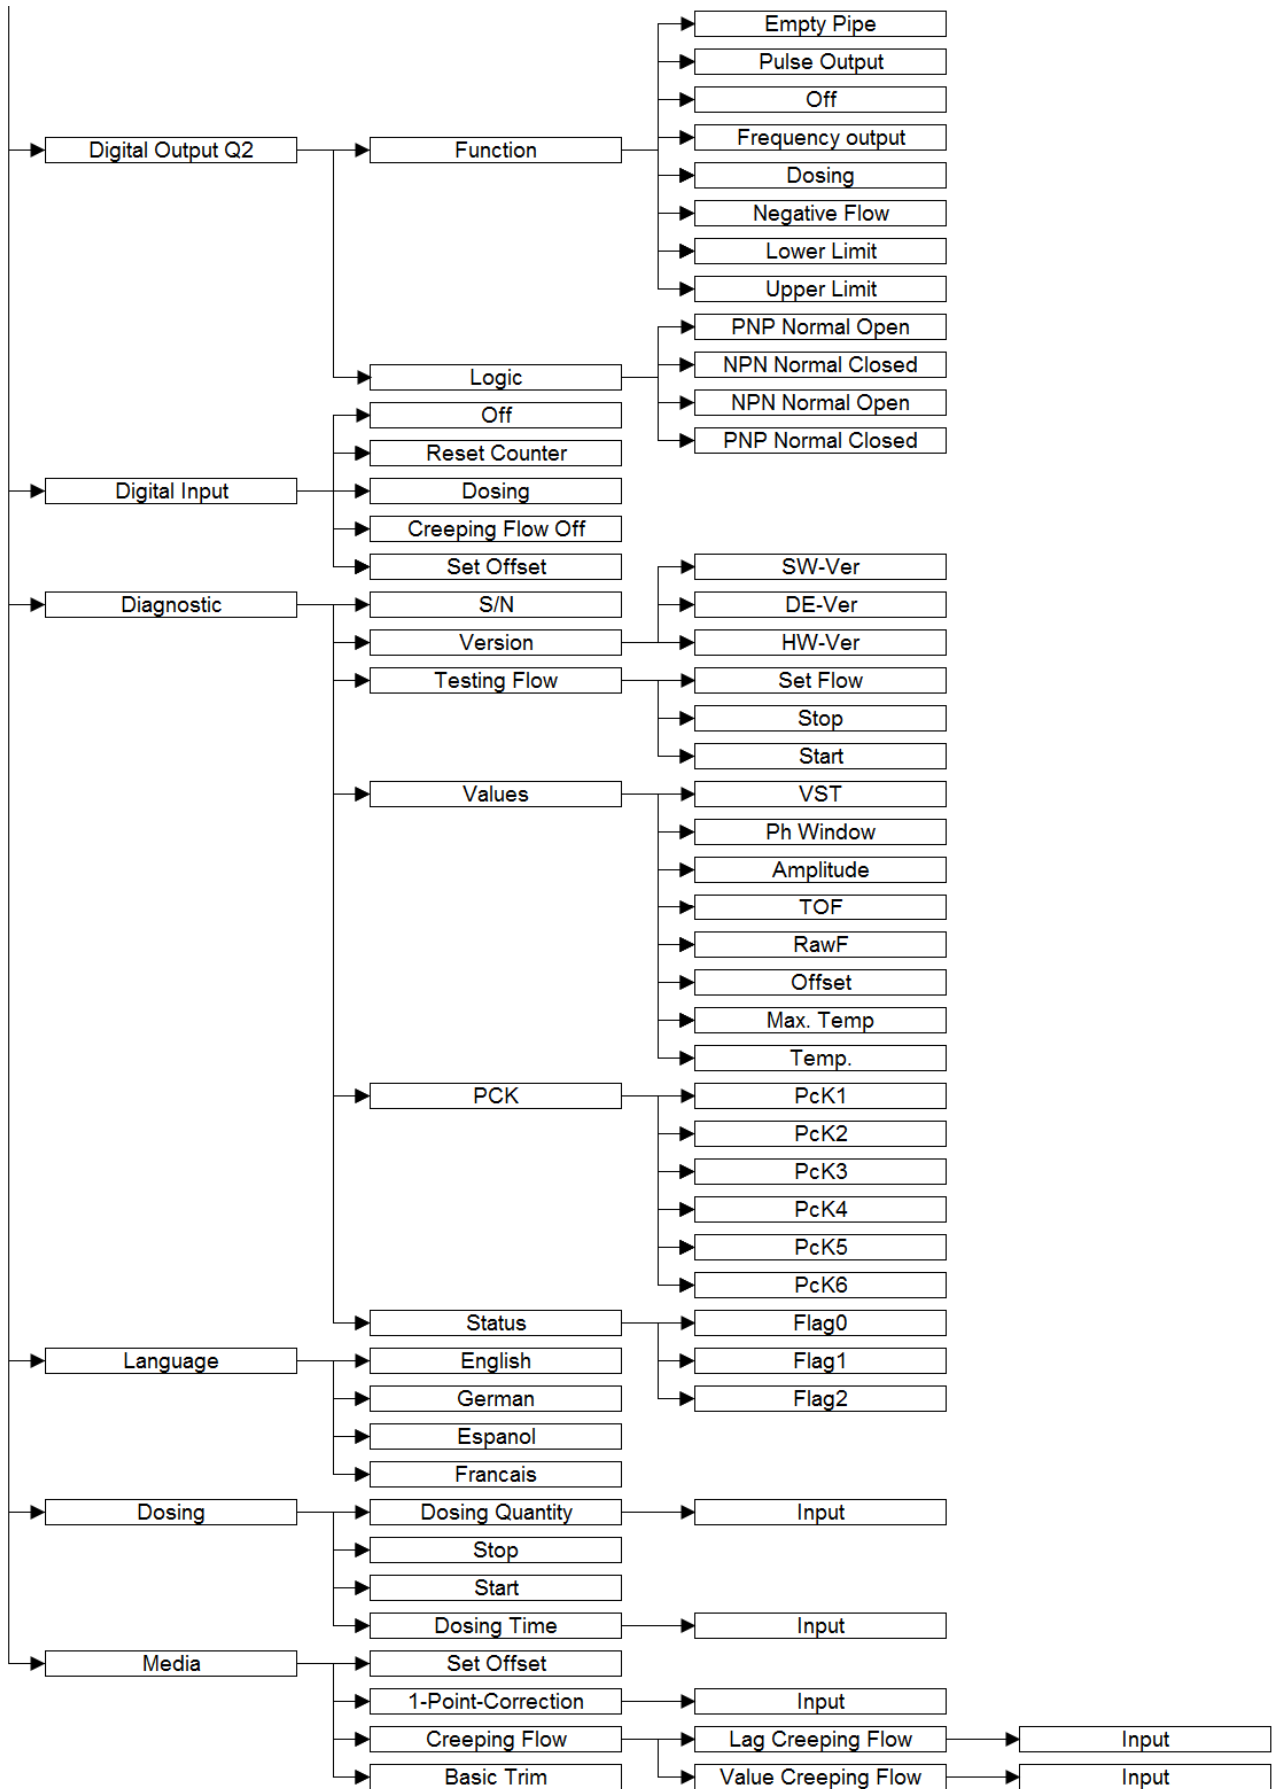 Empty Pipe
Pulse Output
Off
Frequency output
Digital Output Q2
Function
Dosing
Negative Flow
Lower Limit
Upper Limit
PNP Normal Open
NPN Normal Closed
Logic
NPN Normal Open
Off
PNP Normal Closed
Reset Counter
Digital Input
Dosing
Creeping Flow Off
Set Offset
SW-Ver
Diagnostic
S/N
DE-Ver
Version
HW-Ver
Testing Flow
Set Flow
Stop
Start
Values
VST
Ph Window
Amplitude
TOF
RawF
Offset
Max. Temp
Temp.
PCK
PcK1
PcK2
PcK3
PcK4
PcK5
PcK6
Status
Flag0
Language
English
Flag1
German
Flag2
Espanol
Francais
Dosing
Dosing Quantity
Input
Stop
Start
Dosing Time
Input
Media
Set Offset
1-Point-Correction
Input
Creeping Flow
Lag Creeping Flow
Input
Basic Trim
Value Creeping Flow
Input